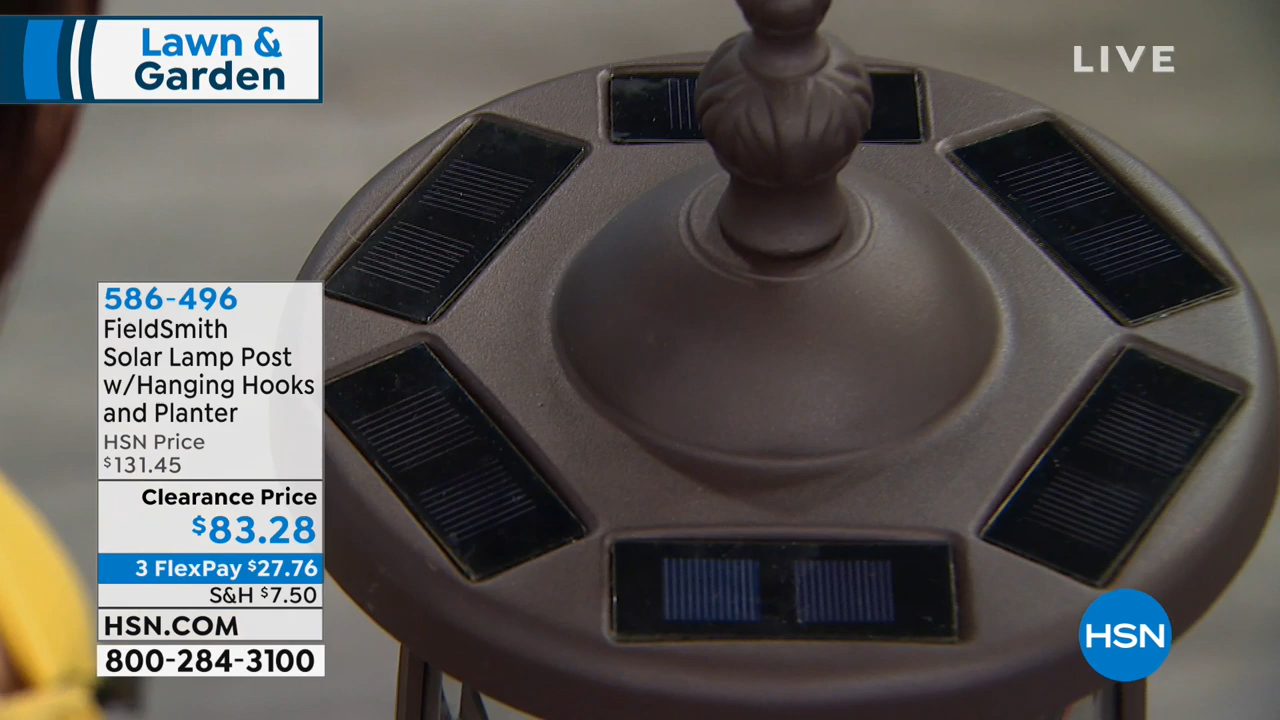 Lawn &
Garden
LIVE
586-496
FieldSmith
Solar Lamp Post
w/Hanging Hooks
and Planter
HSN Price
$131.45
Clearance Price
$83.28
3 FlexPay $27.76
S&H $7.50
HSN.COM
800-284-3100
HSN